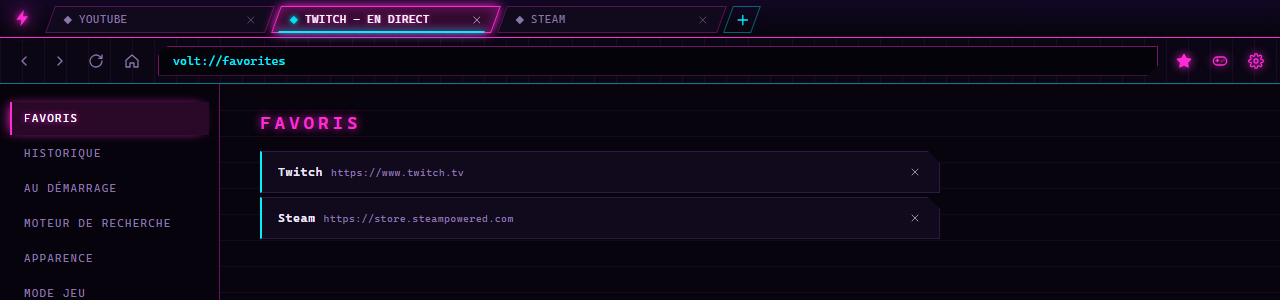 YOUTUBE
TWITCH — EN DIRECT
STEAM
volt://favorites
FAVORIS
HISTORIQUE
AU DÉMARRAGE
MOTEUR DE RECHERCHE
APPARENCE
MODE JEU
FAVORIS
Twitch https://www.twitch.tv
Steam https://store.steampowered.com